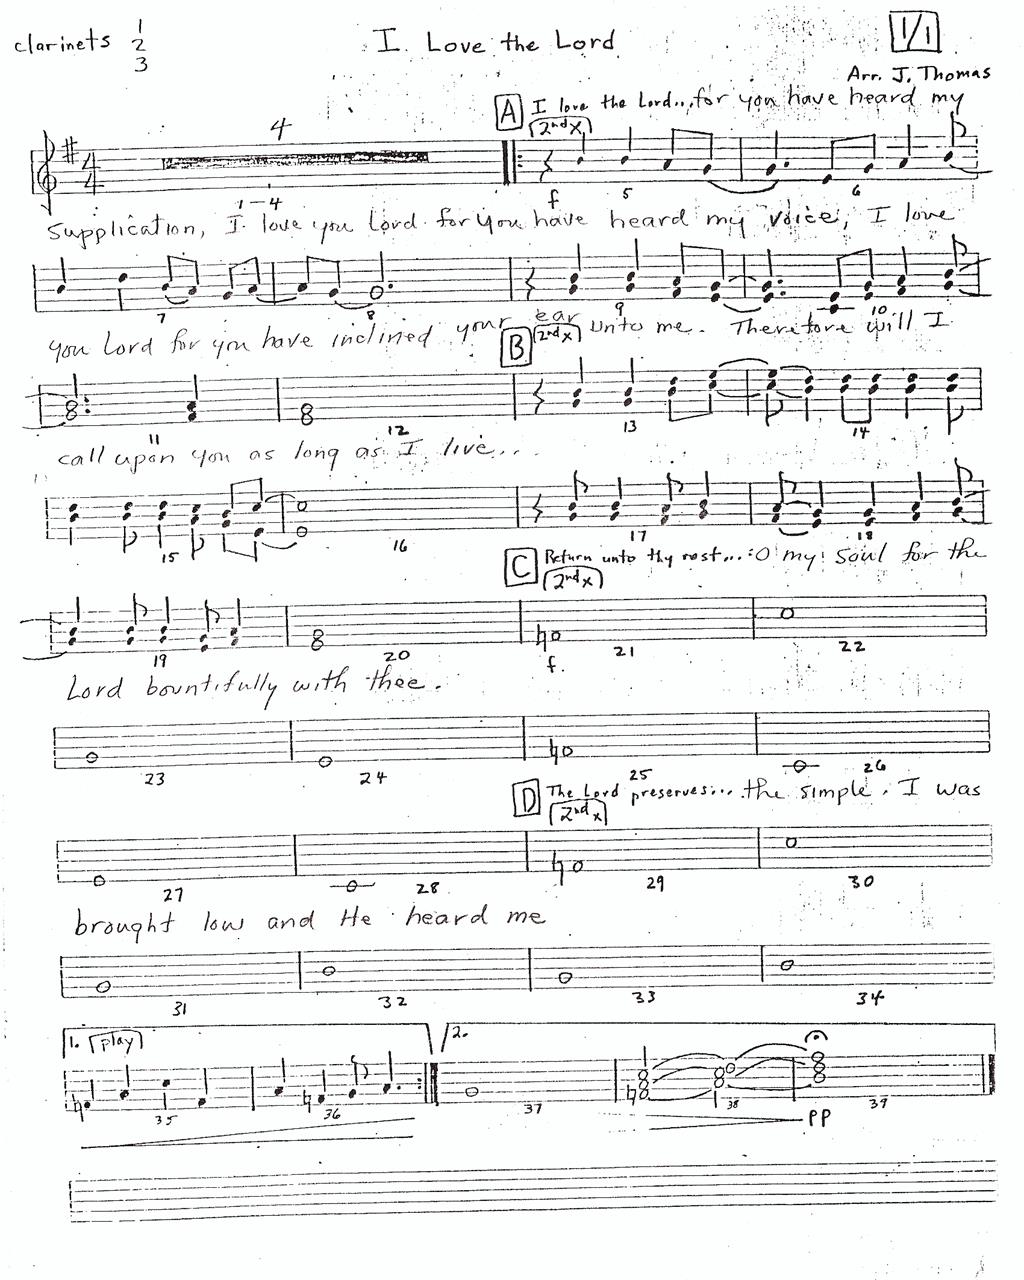 clarinets 1
2
3
I Love the Lord
1/1
Arr. J. Thomas
A I love the Lord... for you have heard my
4
2nd X
4
4
1-4
f 5 6
Supplication, I love you Lord for you have heard my voice, I love
7 8 9 10
you Lord for you have inclined your ear unto me. Therefore will I
B 2nd X
11 12 13 14
call upon you as long as I live...
15 16 17 18
C Return unto thy rest... O my soul for the
2nd X
19 20 21 22
f.
Lord bountifully with thee.
23 24 25 26
D The Lord preserves... the simple. I was
2nd X
27 28 29 30
brought low and He heard me
31 32 33 34
1. play 2.
35 36 37 38 39
PP